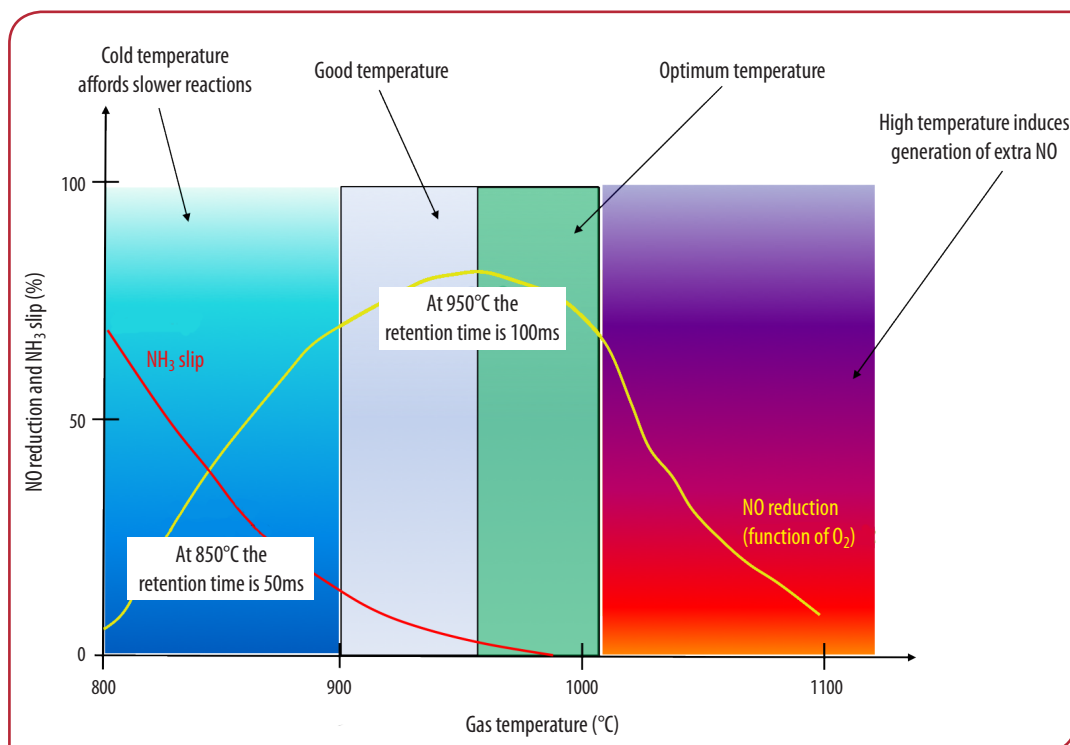 Cold temperature
affords slower reactions
Good temperature
Optimum temperature
High temperature induces
generation of extra NO
NO reduction and NH₃ slip (%)
100
50
0
NH₃ slip
At 950°C the
retention time is 100ms
At 850°C the
retention time is 50ms
NO reduction
(function of O₂)
800
900
1000
1100
Gas temperature (°C)